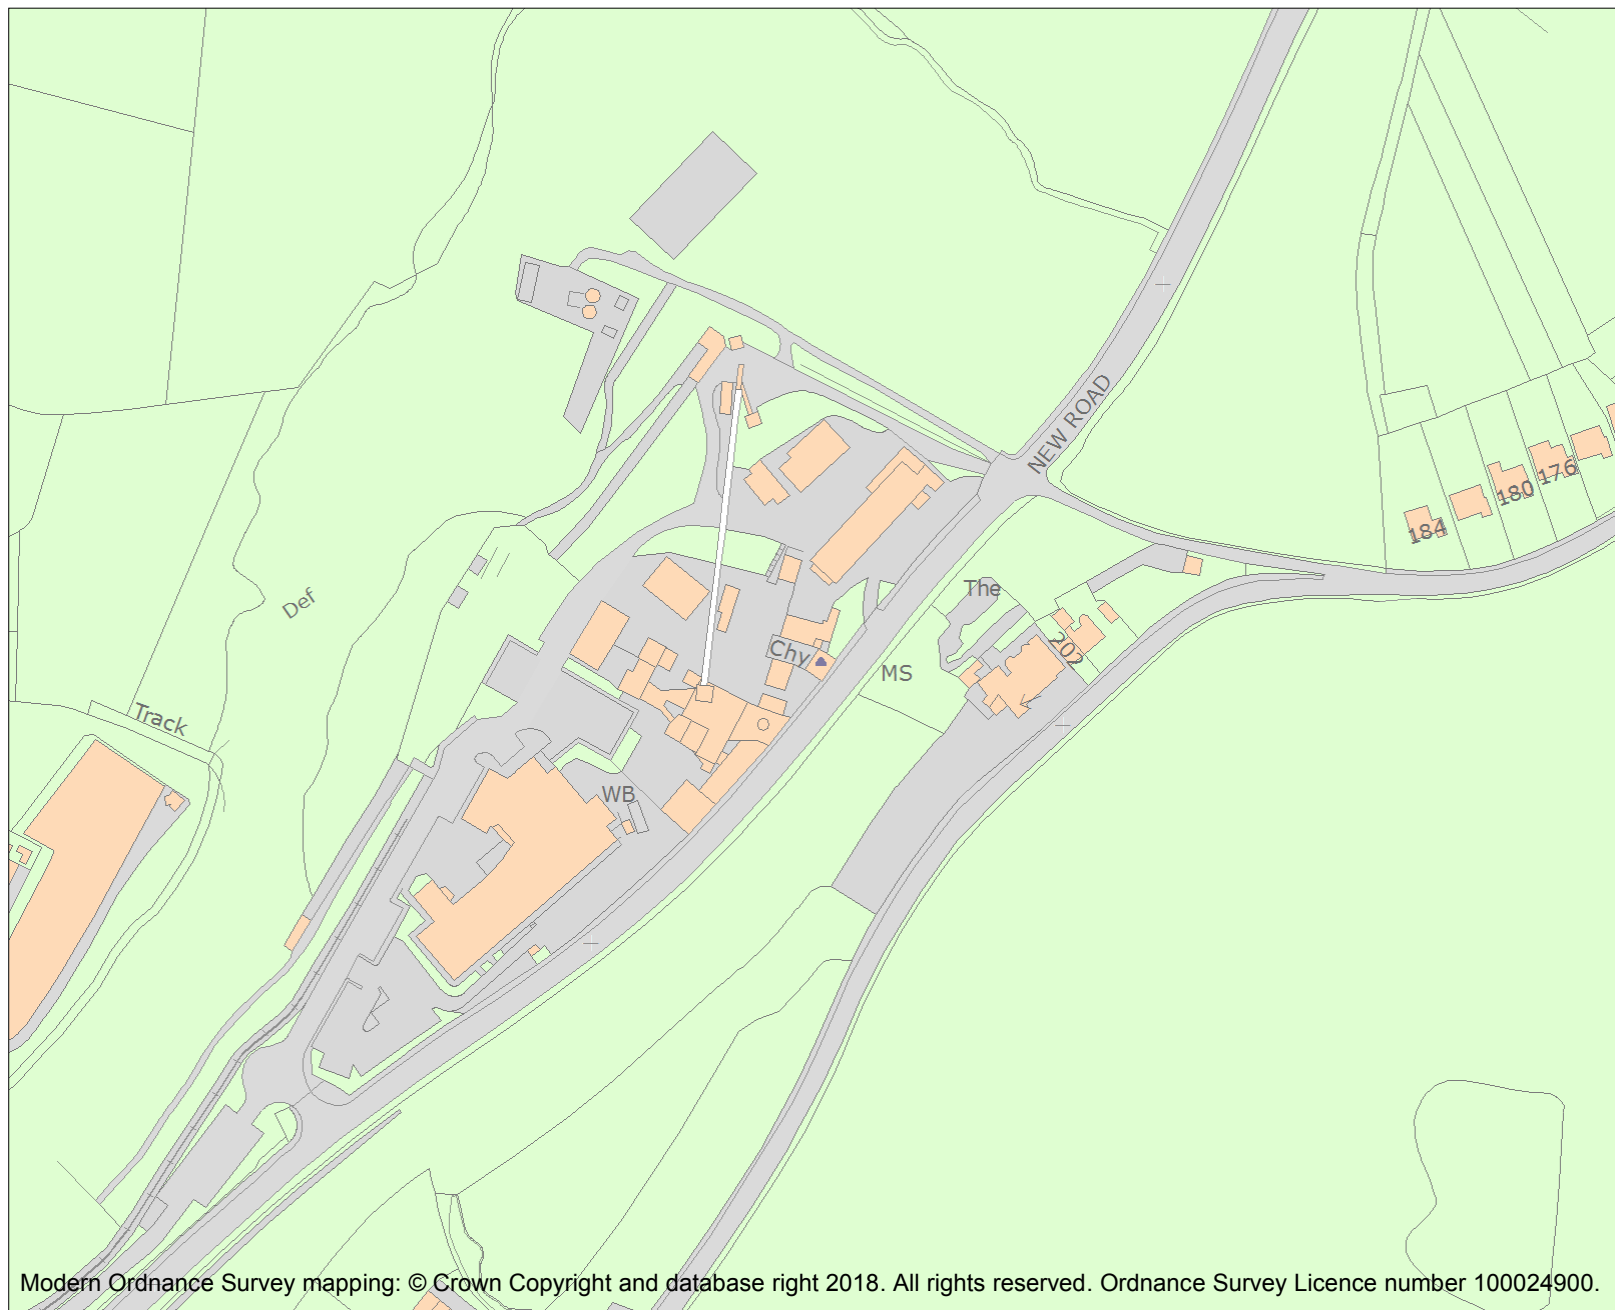 NEW ROAD
176
180
184
The
Def
202
Chy
MS
Track
WB
Modern Ordnance Survey mapping: © Crown Copyright and database right 2018. All rights reserved. Ordnance Survey Licence number 100024900.